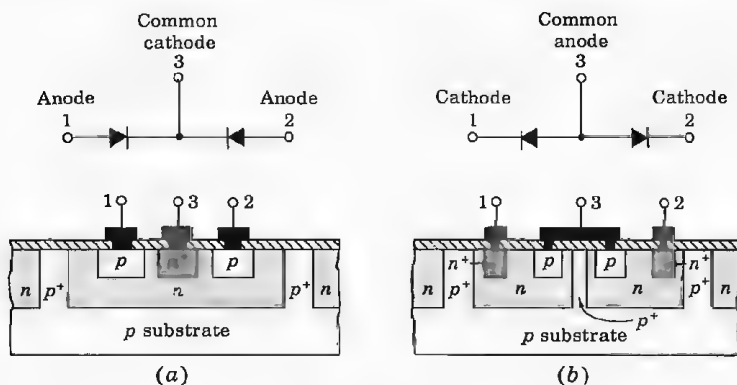 Common
cathode
3
Anode
Anode
1
2
1
3
2
p
n+
p
n
p+
n
p+
n
p substrate
(a)
Common
anode
3
Cathode
Cathode
1
2
1
3
2
n+
p
p
n+
n
p+
n
n
p+
n
p+
p substrate
(b)